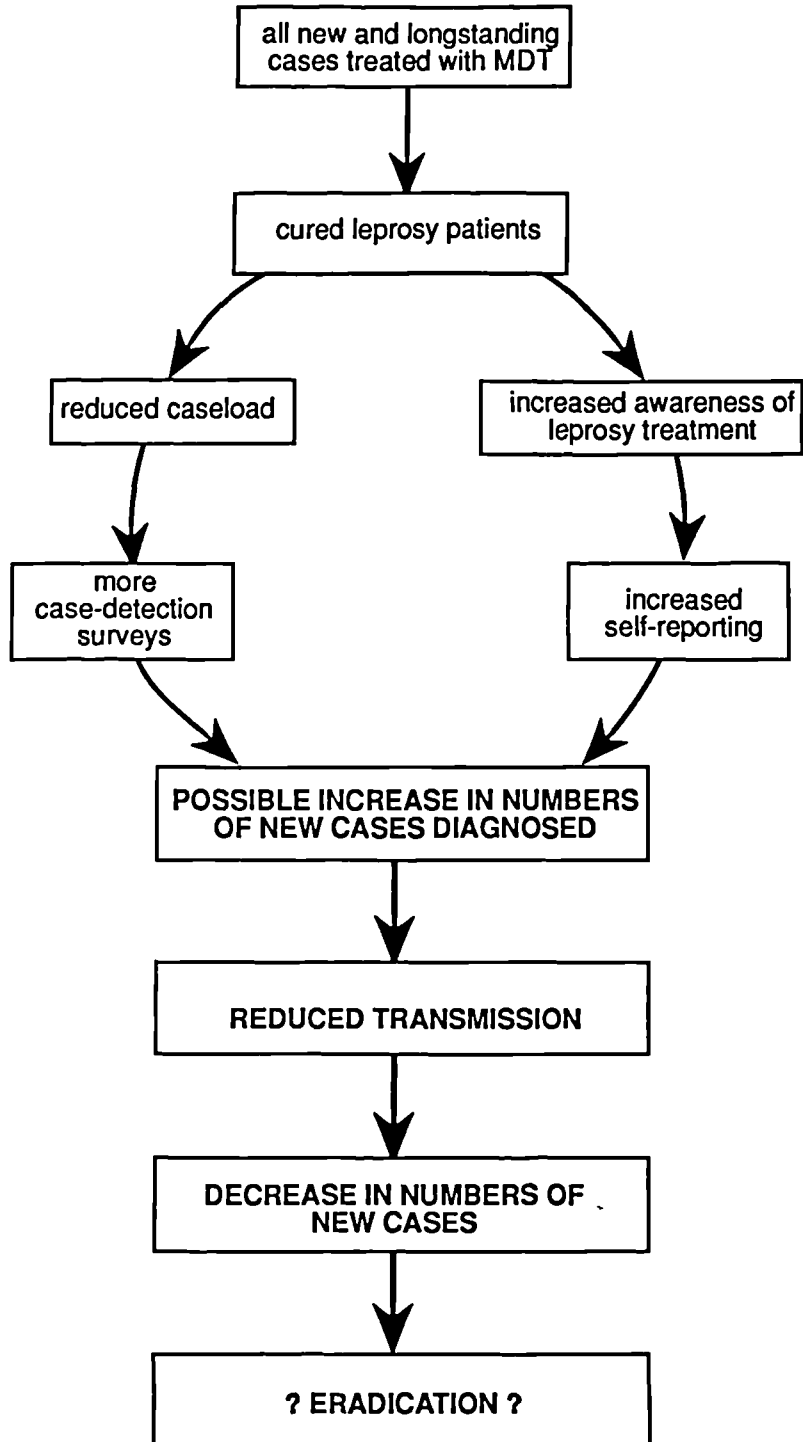 all new and longstanding
cases treated with MDT
cured leprosy patients
reduced caseload
increased awareness of
leprosy treatment
more
case-detection
surveys
increased
self-reporting
POSSIBLE INCREASE IN NUMBERS
OF NEW CASES DIAGNOSED
REDUCED TRANSMISSION
DECREASE IN NUMBERS OF
NEW CASES
? ERADICATION ?